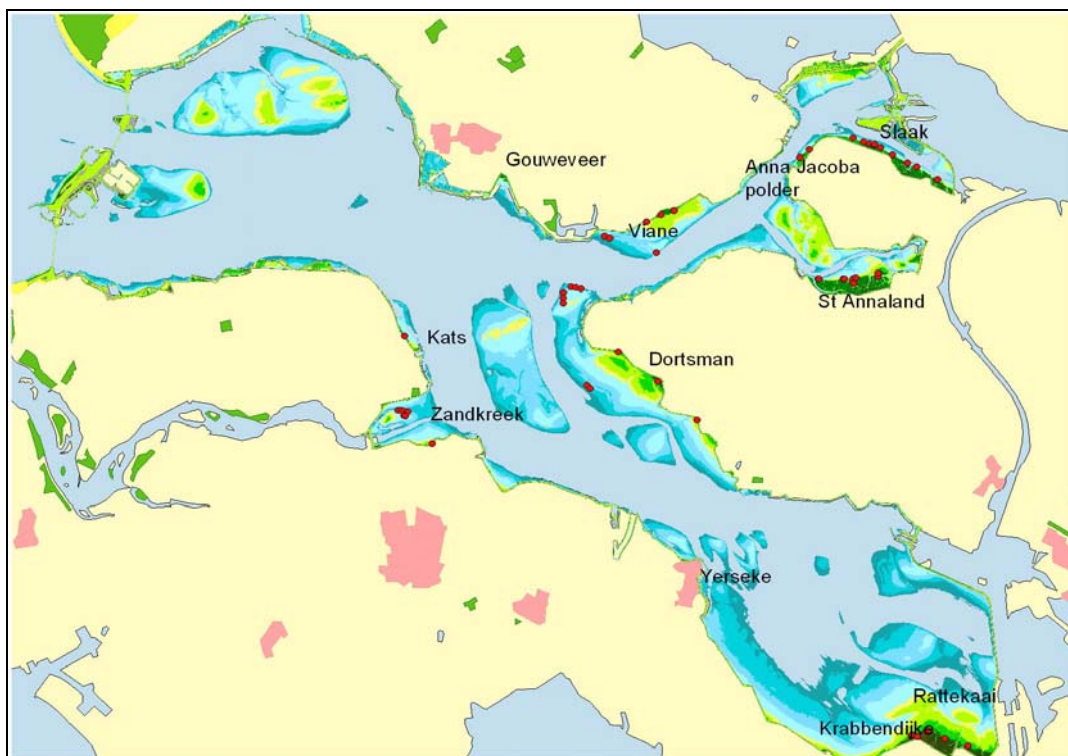 Slaak
Gouweveer
Anna Jacoba
polder
Viane
St Annaland
Kats
Dortsman
Zandkreek
Yerseke
Rattekaai
Krabbendijke